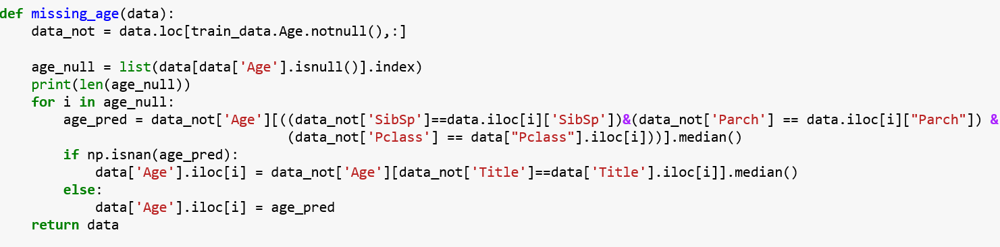 def missing_age(data):
    data_not = data.loc[train_data.Age.notnull(),:]
    age_null = list(data[data['Age'].isnull()].index)
    print(len(age_null))
    for i in age_null:
        age_pred = data_not['Age'][((data_not['SibSp']==data.iloc[i]['SibSp'])&(data_not['Parch'] == data.iloc[i]["Parch"]) &
                                    (data_not['Pclass'] == data["Pclass"].iloc[i]))].median()
        if np.isnan(age_pred):
            data['Age'].iloc[i] = data_not['Age'][data_not['Title']==data['Title'].iloc[i]].median()
        else:
            data['Age'].iloc[i] = age_pred
    return data